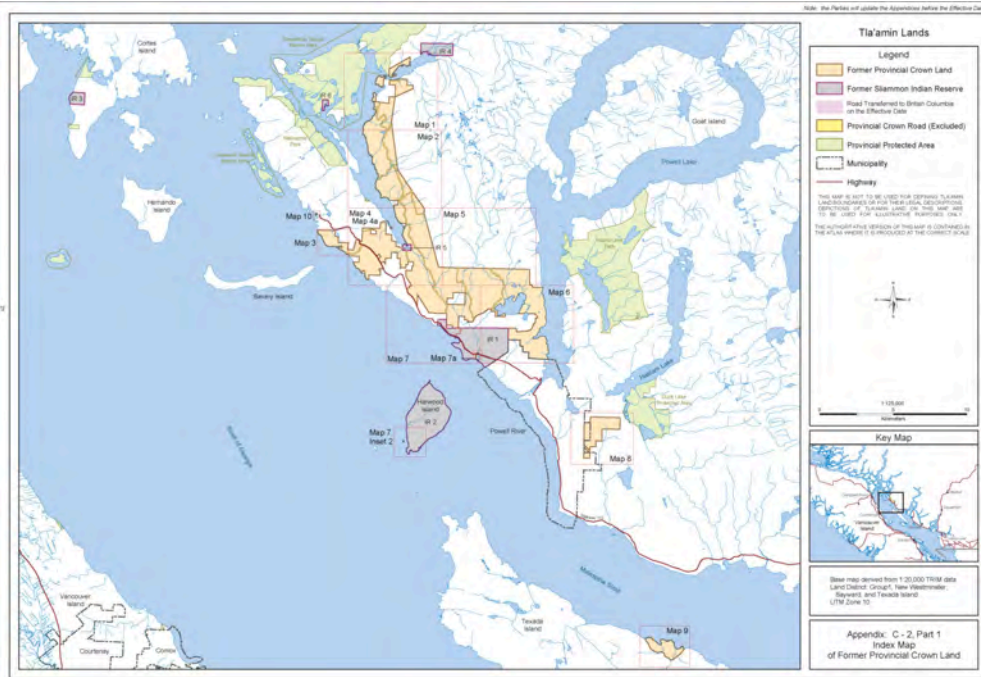 Note: the Parties will update the Appendices before the Effective Da
Tla'amin Lands
Legend
Former Provincial Crown Land
Former Sliammon Indian Reserve
Road Transferred to British Columbia
on the Effective Date
Provincial Crown Road (Excluded)
Provincial Protected Area
Municipality
Highway
THIS MAP IS NOT TO BE USED FOR DEFINING TLA'AMIN
LAND BOUNDARIES OR FOR THEIR LEGAL DESCRIPTIONS.
DEPICTIONS OF TLA'AMIN LAND ON THIS MAP ARE
TO BE USED FOR ILLUSTRATIVE PURPOSES ONLY.
THE AUTHORITATIVE VERSION OF THIS MAP IS CONTAINED IN
THE ATLAS WHERE IT IS PRODUCED AT THE CORRECT SCALE
Kilometers
Key Map
Vancouver
Island
Base map derived from 1:20,000 TRIM data
Land District: Group1, New Westminster,
Sayward, and Texada Island
UTM Zone 10
Appendix: C - 2, Part 1
Index Map
of Former Provincial Crown Land
Cortes
Island
IR 3
IR 4
IR 6
Map 1
Map 2
Goat Island
Powell Lake
Hernando
Island
Map 10
Map 4
Map 4a
Map 5
Map 3
IR 5
Savary Island
Map 6
IR 1
Map 7
Map 7a
Harwood
Island
IR 2
Map 7
Inset 2
Powell River
Map 8
Strait of Georgia
Malaspina Strait
Texada
Island
Map 9
Vancouver
Island
Courtenay
Comox